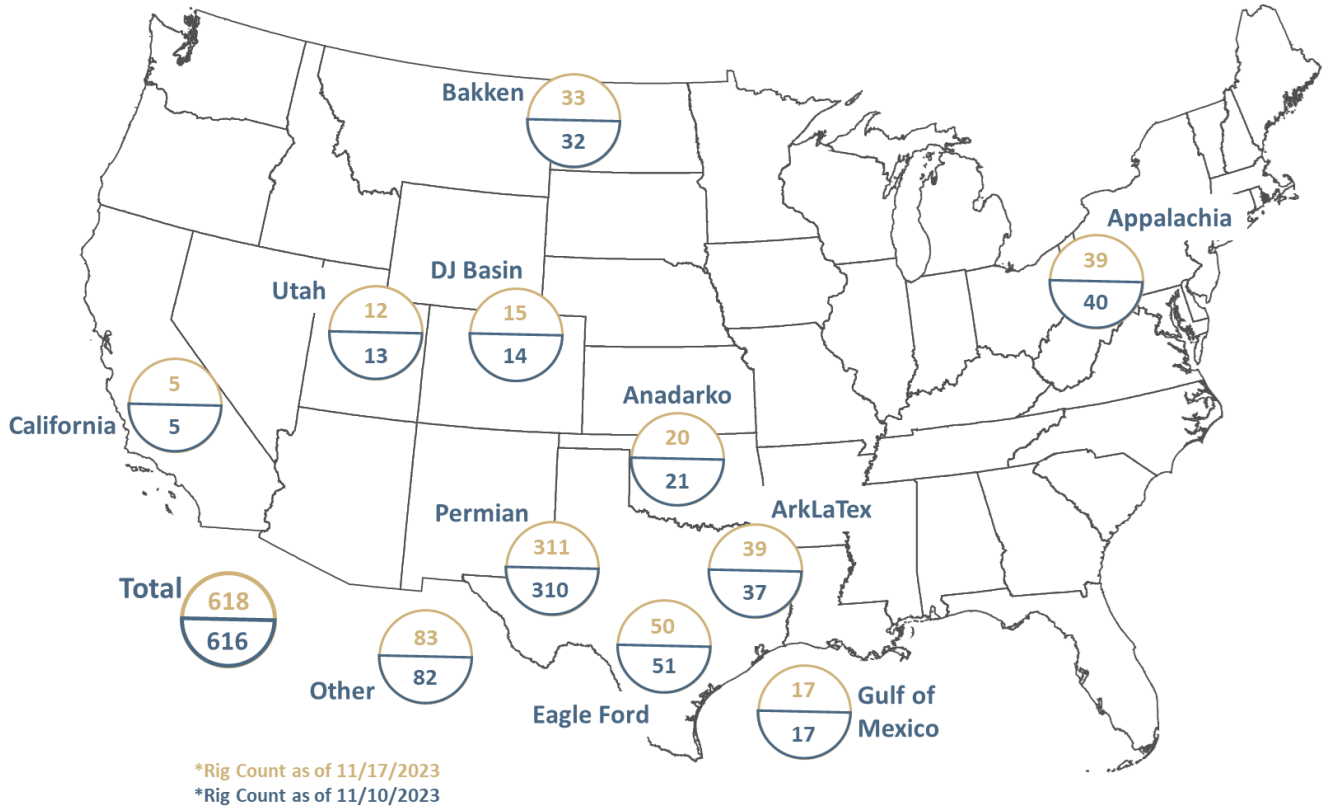 Bakken
33
32
Appalachia
39
40
DJ Basin
15
14
Utah
12
13
California
5
5
Anadarko
20
21
Permian
311
310
ArkLaTex
39
37
Total
618
616
Other
83
82
Eagle Ford
50
51
Gulf of
Mexico
17
17
*Rig Count as of 11/17/2023
*Rig Count as of 11/10/2023